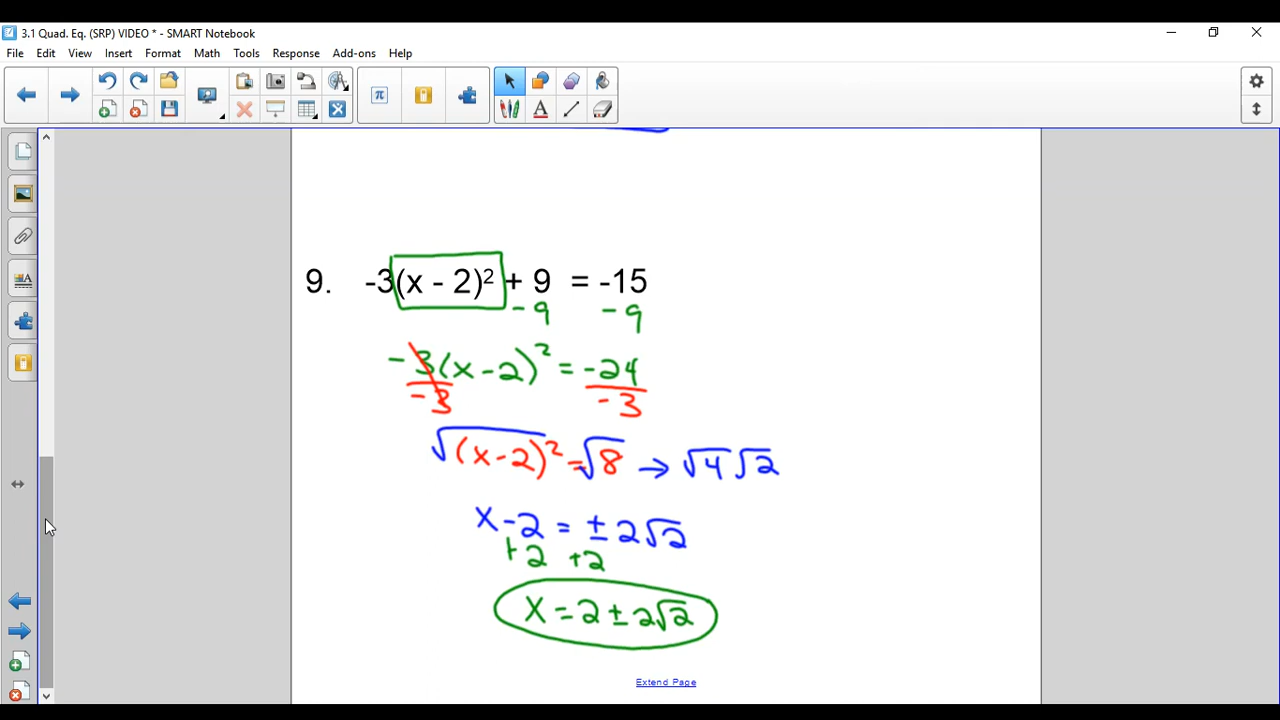 3.1 Quad. Eq. (SRP) VIDEO * - SMART Notebook
File Edit View Insert Format Math Tools Response Add-ons Help
9. -3(x - 2)² + 9 = -15
-9 -9
-3(x-2)² = -24
-3 -3
√(x-2)² = √8 → √4 √2
x-2 = ± 2√2
+2 +2
x = 2 ± 2√2
Extend Page